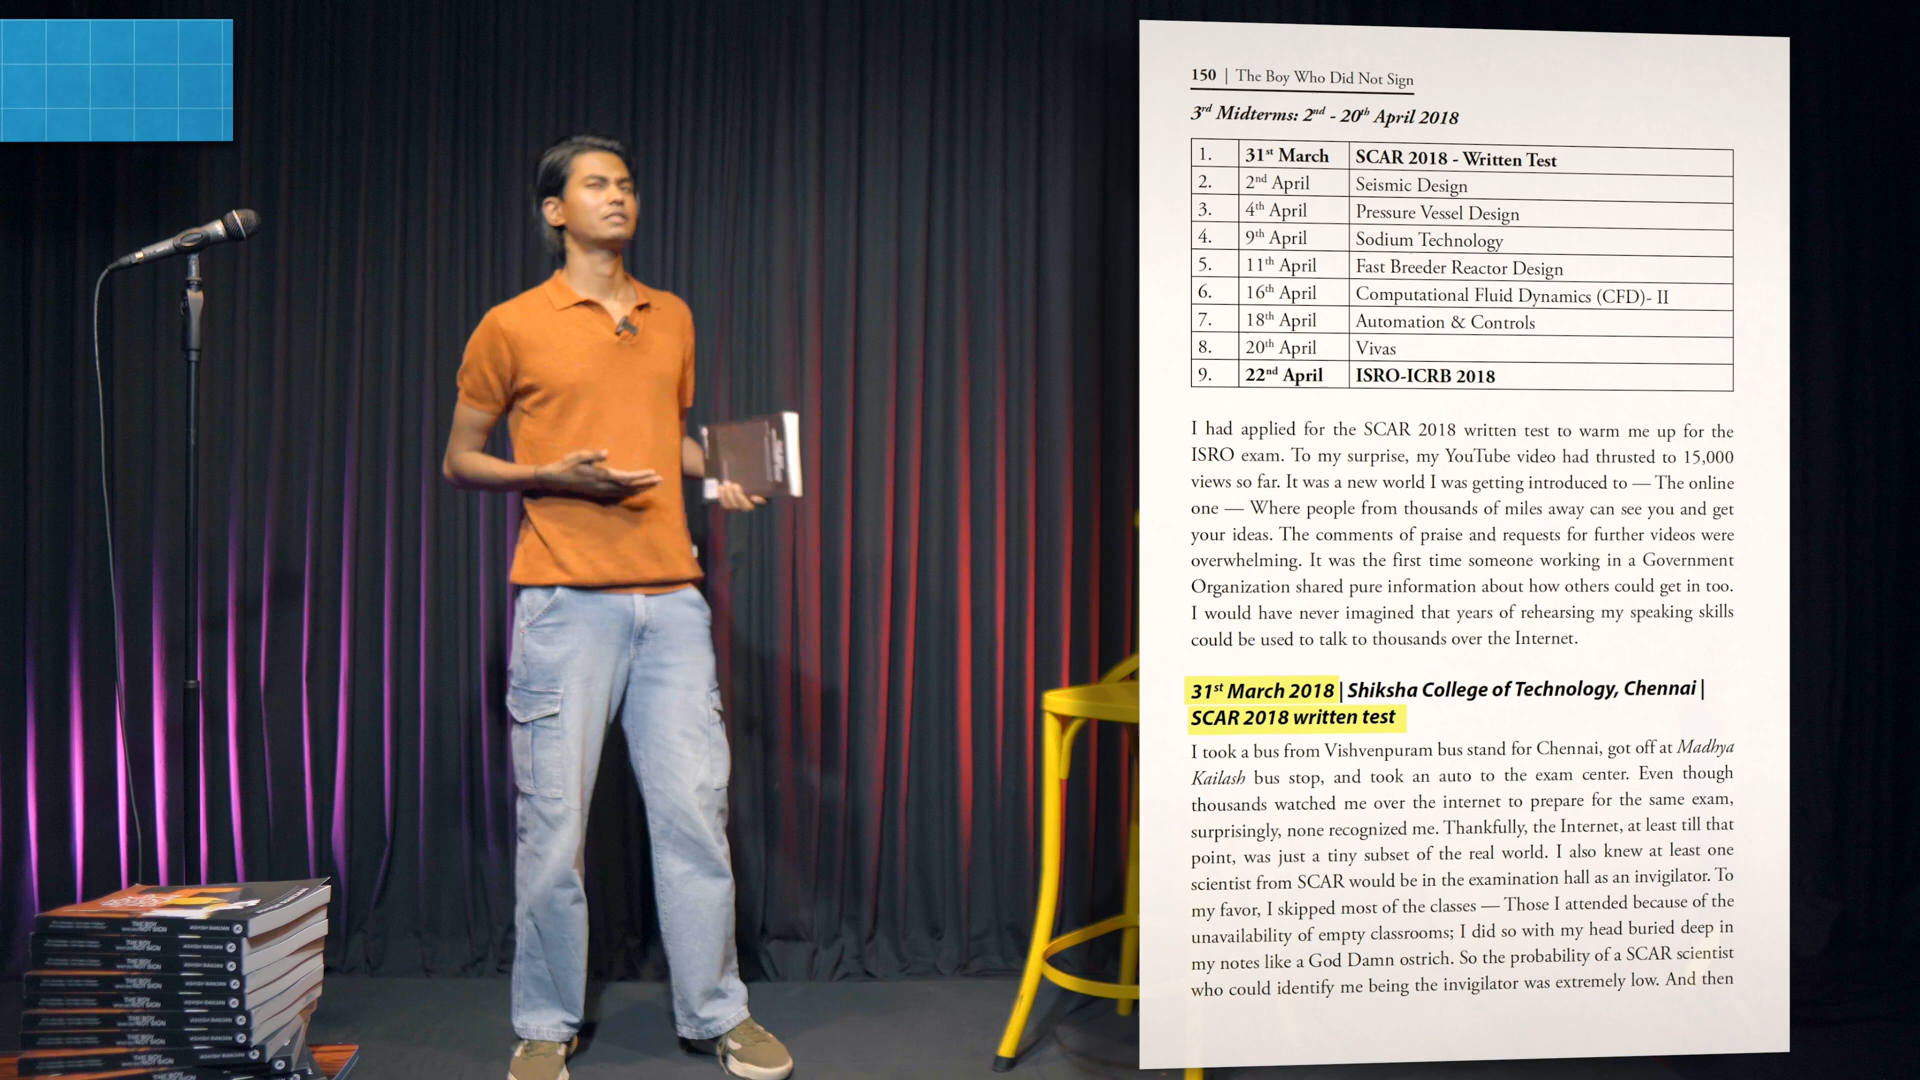 150 | The Boy Who Did Not Sign
3rd Midterms: 2nd - 20th April 2018
1. 31st March SCAR 2018 - Written Test
2. 2nd April Seismic Design
3. 4th April Pressure Vessel Design
4. 9th April Sodium Technology
5. 11th April Fast Breeder Reactor Design
6. 16th April Computational Fluid Dynamics (CFD)- II
7. 18th April Automation & Controls
8. 20th April Vivas
9. 22nd April ISRO-ICRB 2018
I had applied for the SCAR 2018 written test to warm me up for the
ISRO exam. To my surprise, my YouTube video had thrusted to 15,000
views so far. It was a new world I was getting introduced to — The online
one — Where people from thousands of miles away can see you and get
your ideas. The comments of praise and requests for further videos were
overwhelming. It was the first time someone working in a Government
Organization shared pure information about how others could get in too.
I would have never imagined that years of rehearsing my speaking skills
could be used to talk to thousands over the Internet.
31st March 2018 | Shiksha College of Technology, Chennai |
SCAR 2018 written test
I took a bus from Vishvenpuram bus stand for Chennai, got off at Madhya
Kailash bus stop, and took an auto to the exam center. Even though
thousands watched me over the internet to prepare for the same exam,
surprisingly, none recognized me. Thankfully, the Internet, at least till that
point, was just a tiny subset of the real world. I also knew at least one
scientist from SCAR would be in the examination hall as an invigilator. To
my favor, I skipped most of the classes — Those I attended because of the
unavailability of empty classrooms; I did so with my head buried deep in
my notes like a God Damn ostrich. So the probability of a SCAR scientist
who could identify me being the invigilator was extremely low. And then
THE BOY
WHO DID NOT SIGN
ASHISH RANJAN